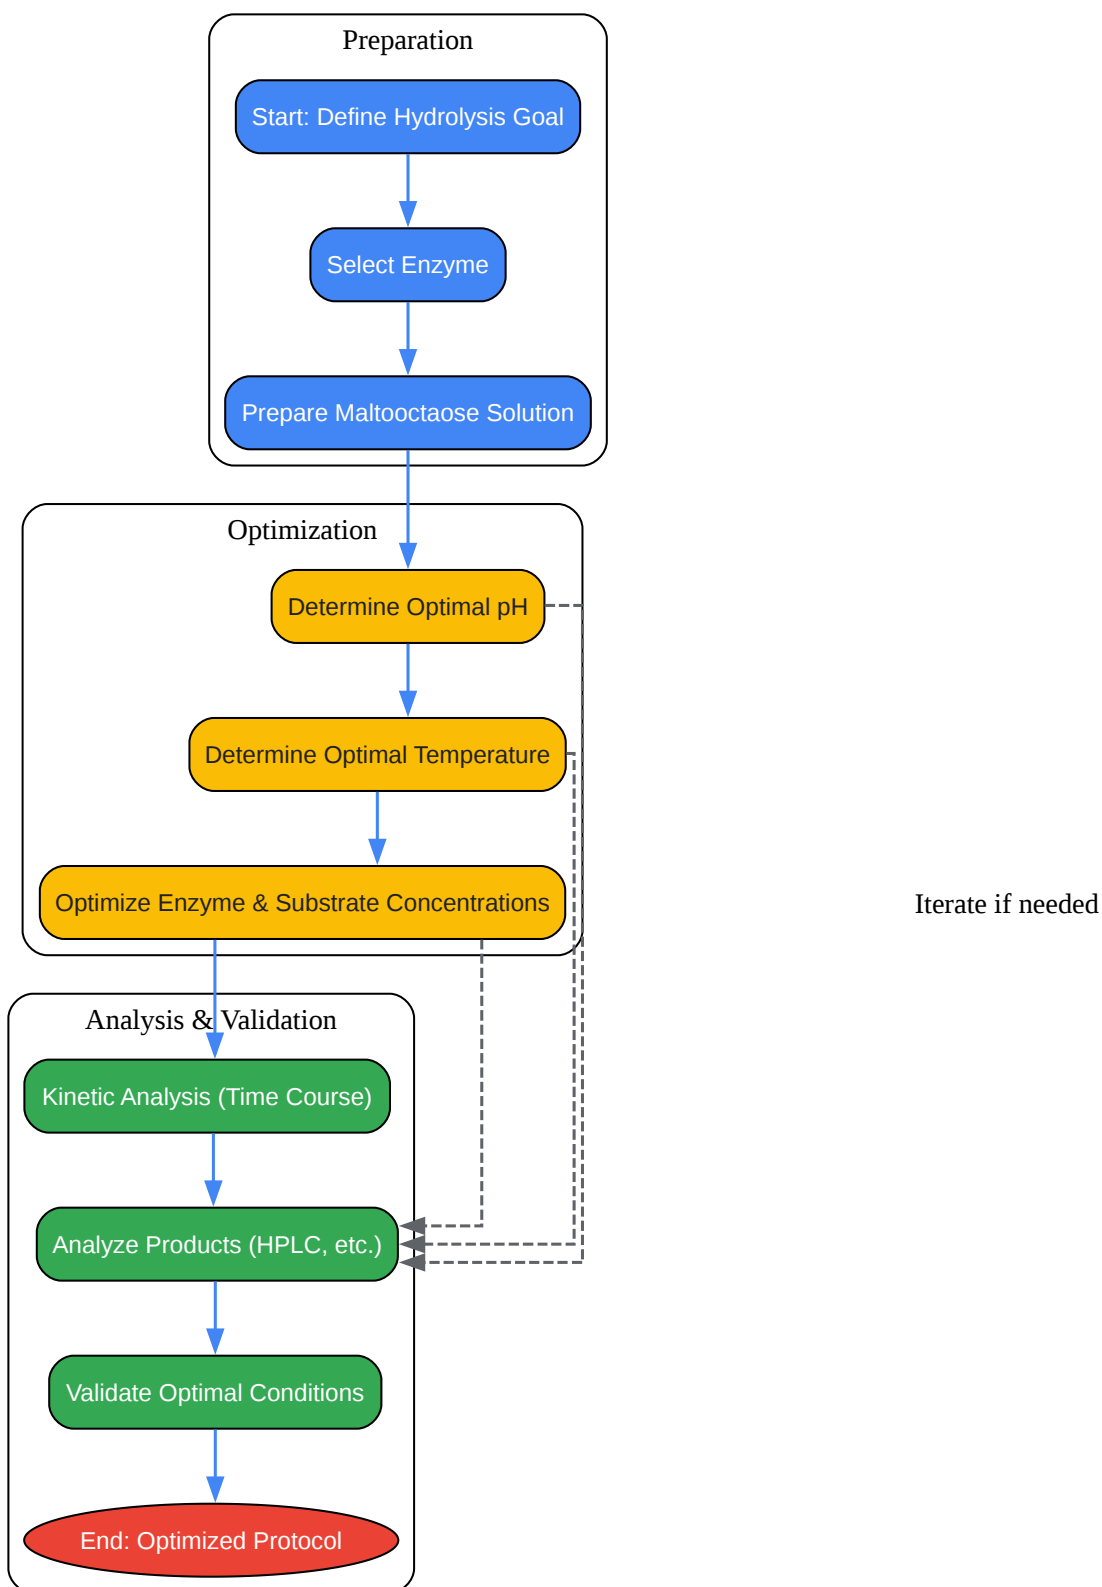 Preparation
Start: Define Hydrolysis Goal
Select Enzyme
Prepare Maltooctaose Solution
Optimization
Determine Optimal pH
Determine Optimal Temperature
Optimize Enzyme & Substrate Concentrations
Iterate if needed
Analysis & Validation
Kinetic Analysis (Time Course)
Analyze Products (HPLC, etc.)
Validate Optimal Conditions
End: Optimized Protocol